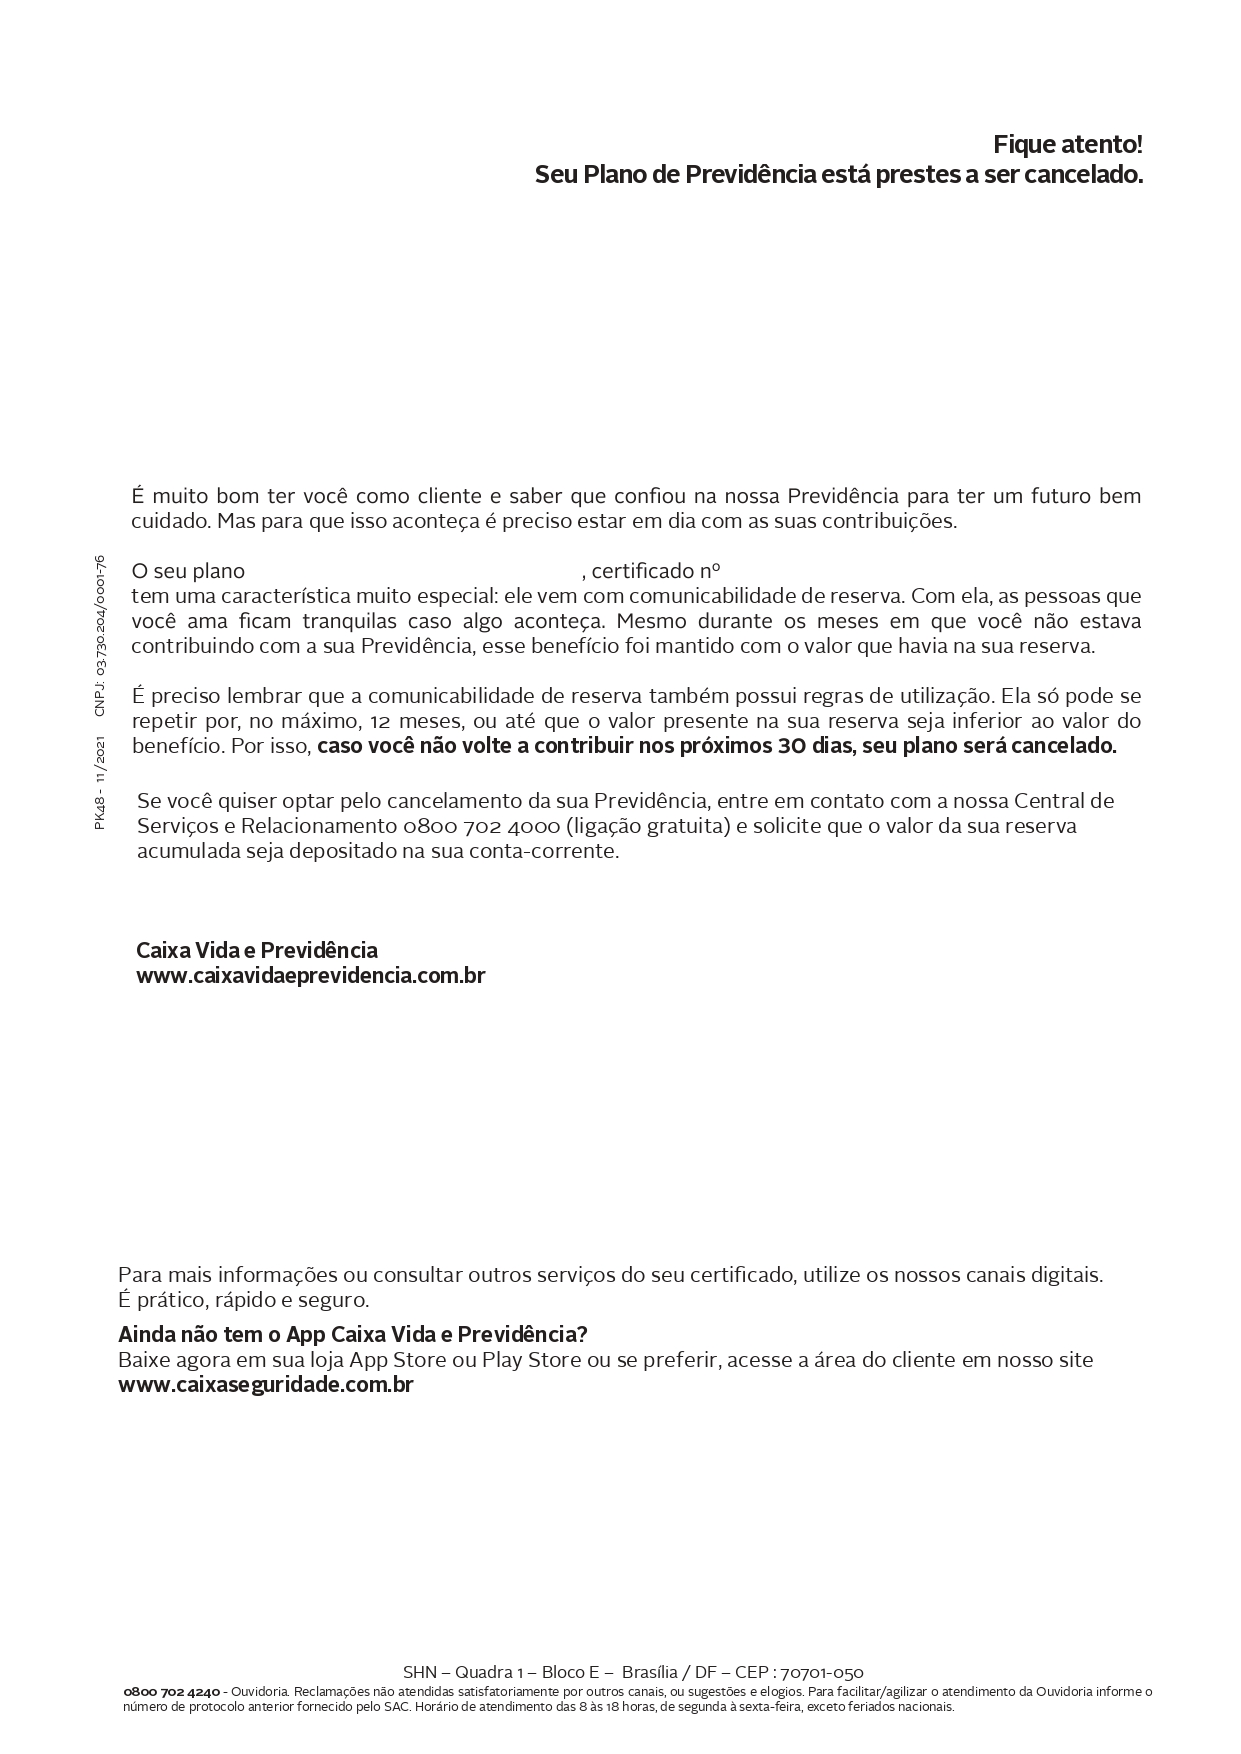 Fique atento!
Seu Plano de Previdência está prestes a ser cancelado.
É muito bom ter você como cliente e saber que confiou na nossa Previdência para ter um futuro bem
cuidado. Mas para que isso aconteça é preciso estar em dia com as suas contribuições.
O seu plano , certificado nº
tem uma característica muito especial: ele vem com comunicabilidade de reserva. Com ela, as pessoas que
você ama ficam tranquilas caso algo aconteça. Mesmo durante os meses em que você não estava
contribuindo com a sua Previdência, esse benefício foi mantido com o valor que havia na sua reserva.
É preciso lembrar que a comunicabilidade de reserva também possui regras de utilização. Ela só pode se
repetir por, no máximo, 12 meses, ou até que o valor presente na sua reserva seja inferior ao valor do
benefício. Por isso, caso você não volte a contribuir nos próximos 30 dias, seu plano será cancelado.
PK48 - 11/2021 CNPJ: 03.730.204/0001-76
Se você quiser optar pelo cancelamento da sua Previdência, entre em contato com a nossa Central de
Serviços e Relacionamento 0800 702 4000 (ligação gratuita) e solicite que o valor da sua reserva
acumulada seja depositado na sua conta-corrente.
Caixa Vida e Previdência
www.caixavidaeprevidencia.com.br
Para mais informações ou consultar outros serviços do seu certificado, utilize os nossos canais digitais.
É prático, rápido e seguro.
Ainda não tem o App Caixa Vida e Previdência?
Baixe agora em sua loja App Store ou Play Store ou se preferir, acesse a área do cliente em nosso site
www.caixaseguridade.com.br
SHN – Quadra 1 – Bloco E – Brasília / DF – CEP : 70701-050
0800 702 4240 - Ouvidoria. Reclamações não atendidas satisfatoriamente por outros canais, ou sugestões e elogios. Para facilitar/agilizar o atendimento da Ouvidoria informe o
número de protocolo anterior fornecido pelo SAC. Horário de atendimento das 8 às 18 horas, de segunda à sexta-feira, exceto feriados nacionais.